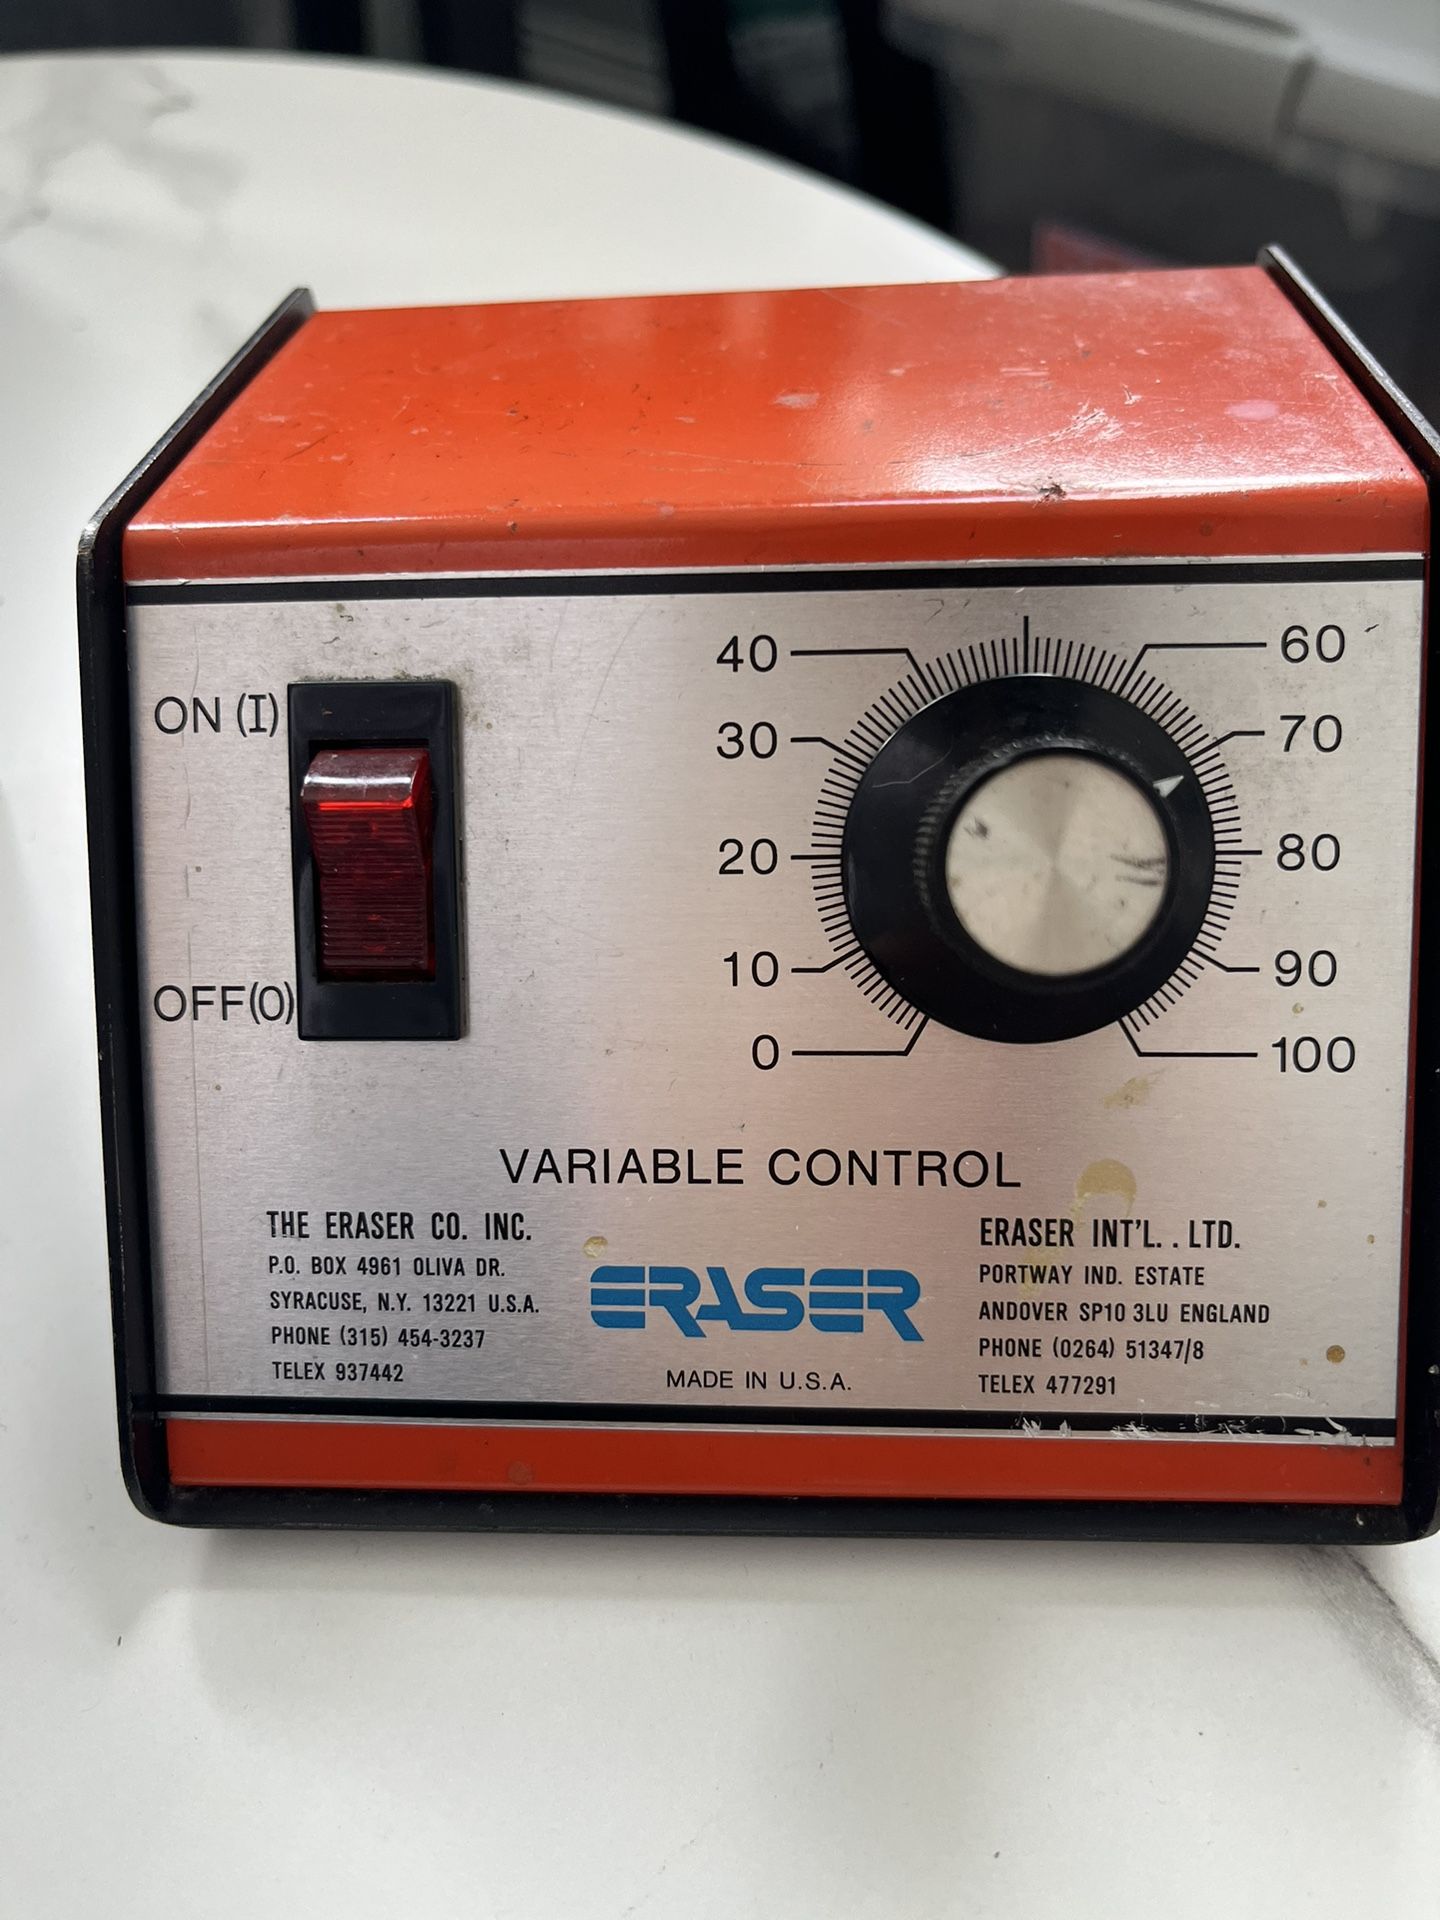 ON (I)
OFF(0)
40
30
20
10
0
60
70
80
90
100
VARIABLE CONTROL
THE ERASER CO. INC.
P.O. BOX 4961 OLIVA DR.
SYRACUSE, N.Y. 13221 U.S.A.
PHONE (315) 454-3237
TELEX 937442
ERASER
MADE IN U.S.A.
ERASER INT'L. . LTD.
PORTWAY IND. ESTATE
ANDOVER SP10 3LU ENGLAND
PHONE (0264) 51347/8
TELEX 477291